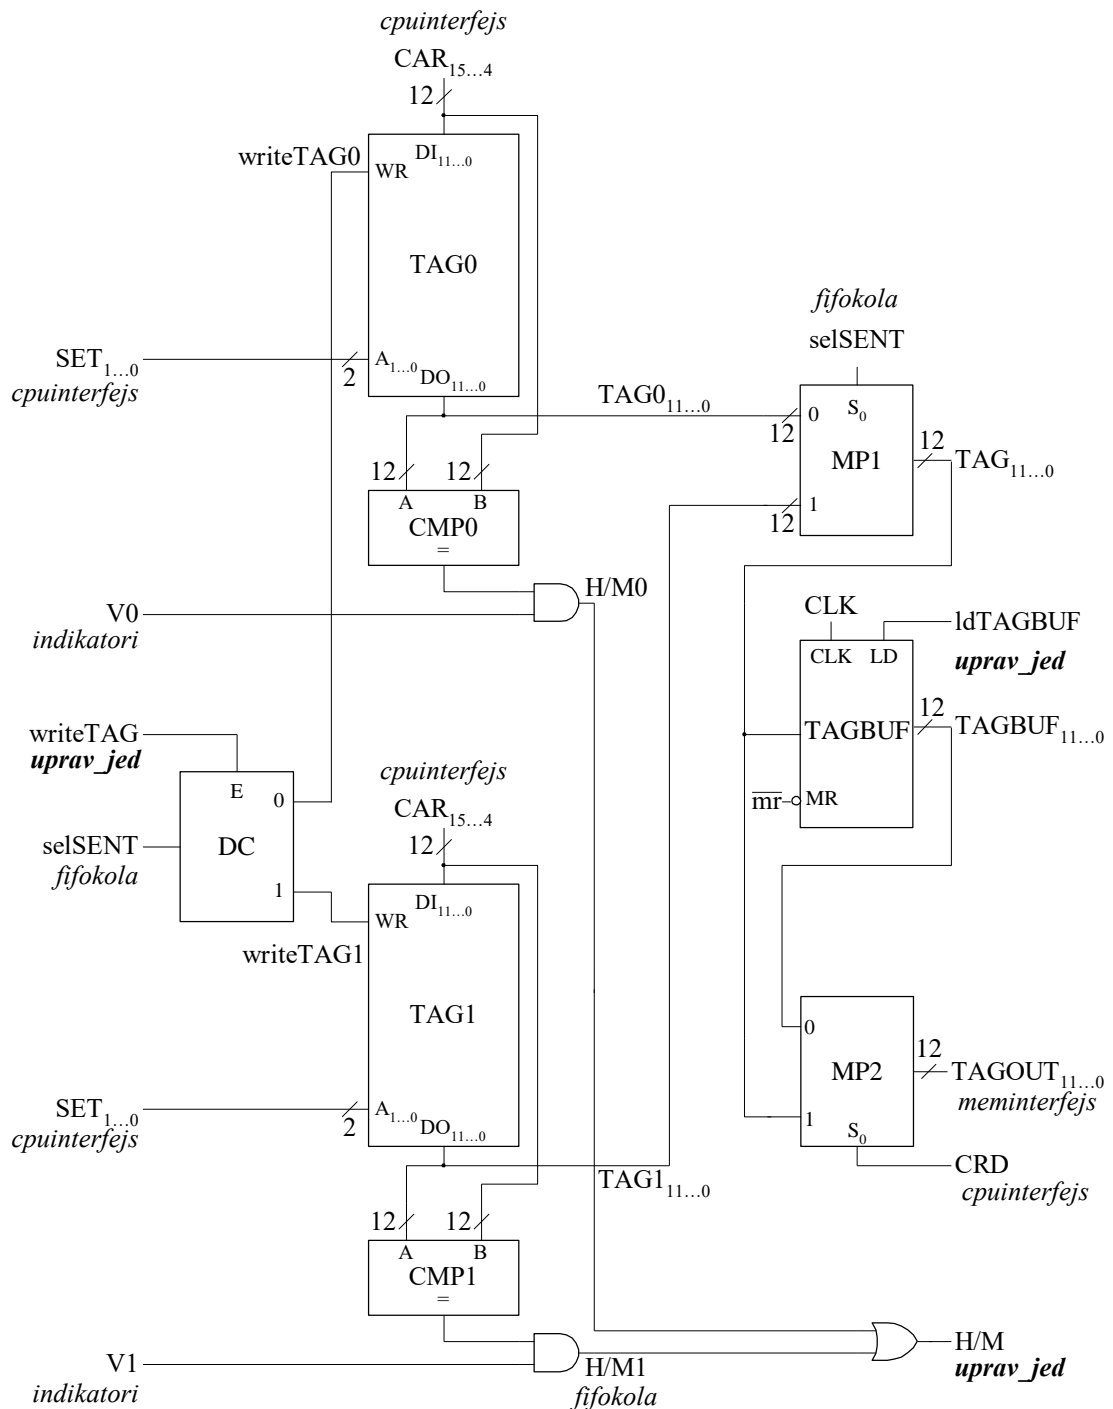 cpuinterfejs
CAR15...4
12
writeTAG0
DI11...0
WR
TAG0
SET1...0
cpuinterfejs
2
A1...0
DO11...0
12
12
A
B
CMP0
=
V0
indikatori
H/M0
fifokola
selSENT
TAG011...0
12
0
S0
MP1
12
TAG11...0
12
1
CLK
ldTAGBUF
uprav_jed
CLK
LD
TAGBUF
12
TAGBUF11...0
mr
MR
writeTAG
uprav_jed
E
0
selSENT
fifokola
DC
1
cpuinterfejs
CAR15...4
12
DI11...0
WR
writeTAG1
TAG1
SET1...0
cpuinterfejs
2
A1...0
DO11...0
TAG111...0
12
12
A
B
CMP1
=
0
MP2
12
TAGOUT11...0
meminterfejs
1
S0
CRD
cpuinterfejs
V1
indikatori
H/M1
fifokola
H/M
uprav_jed